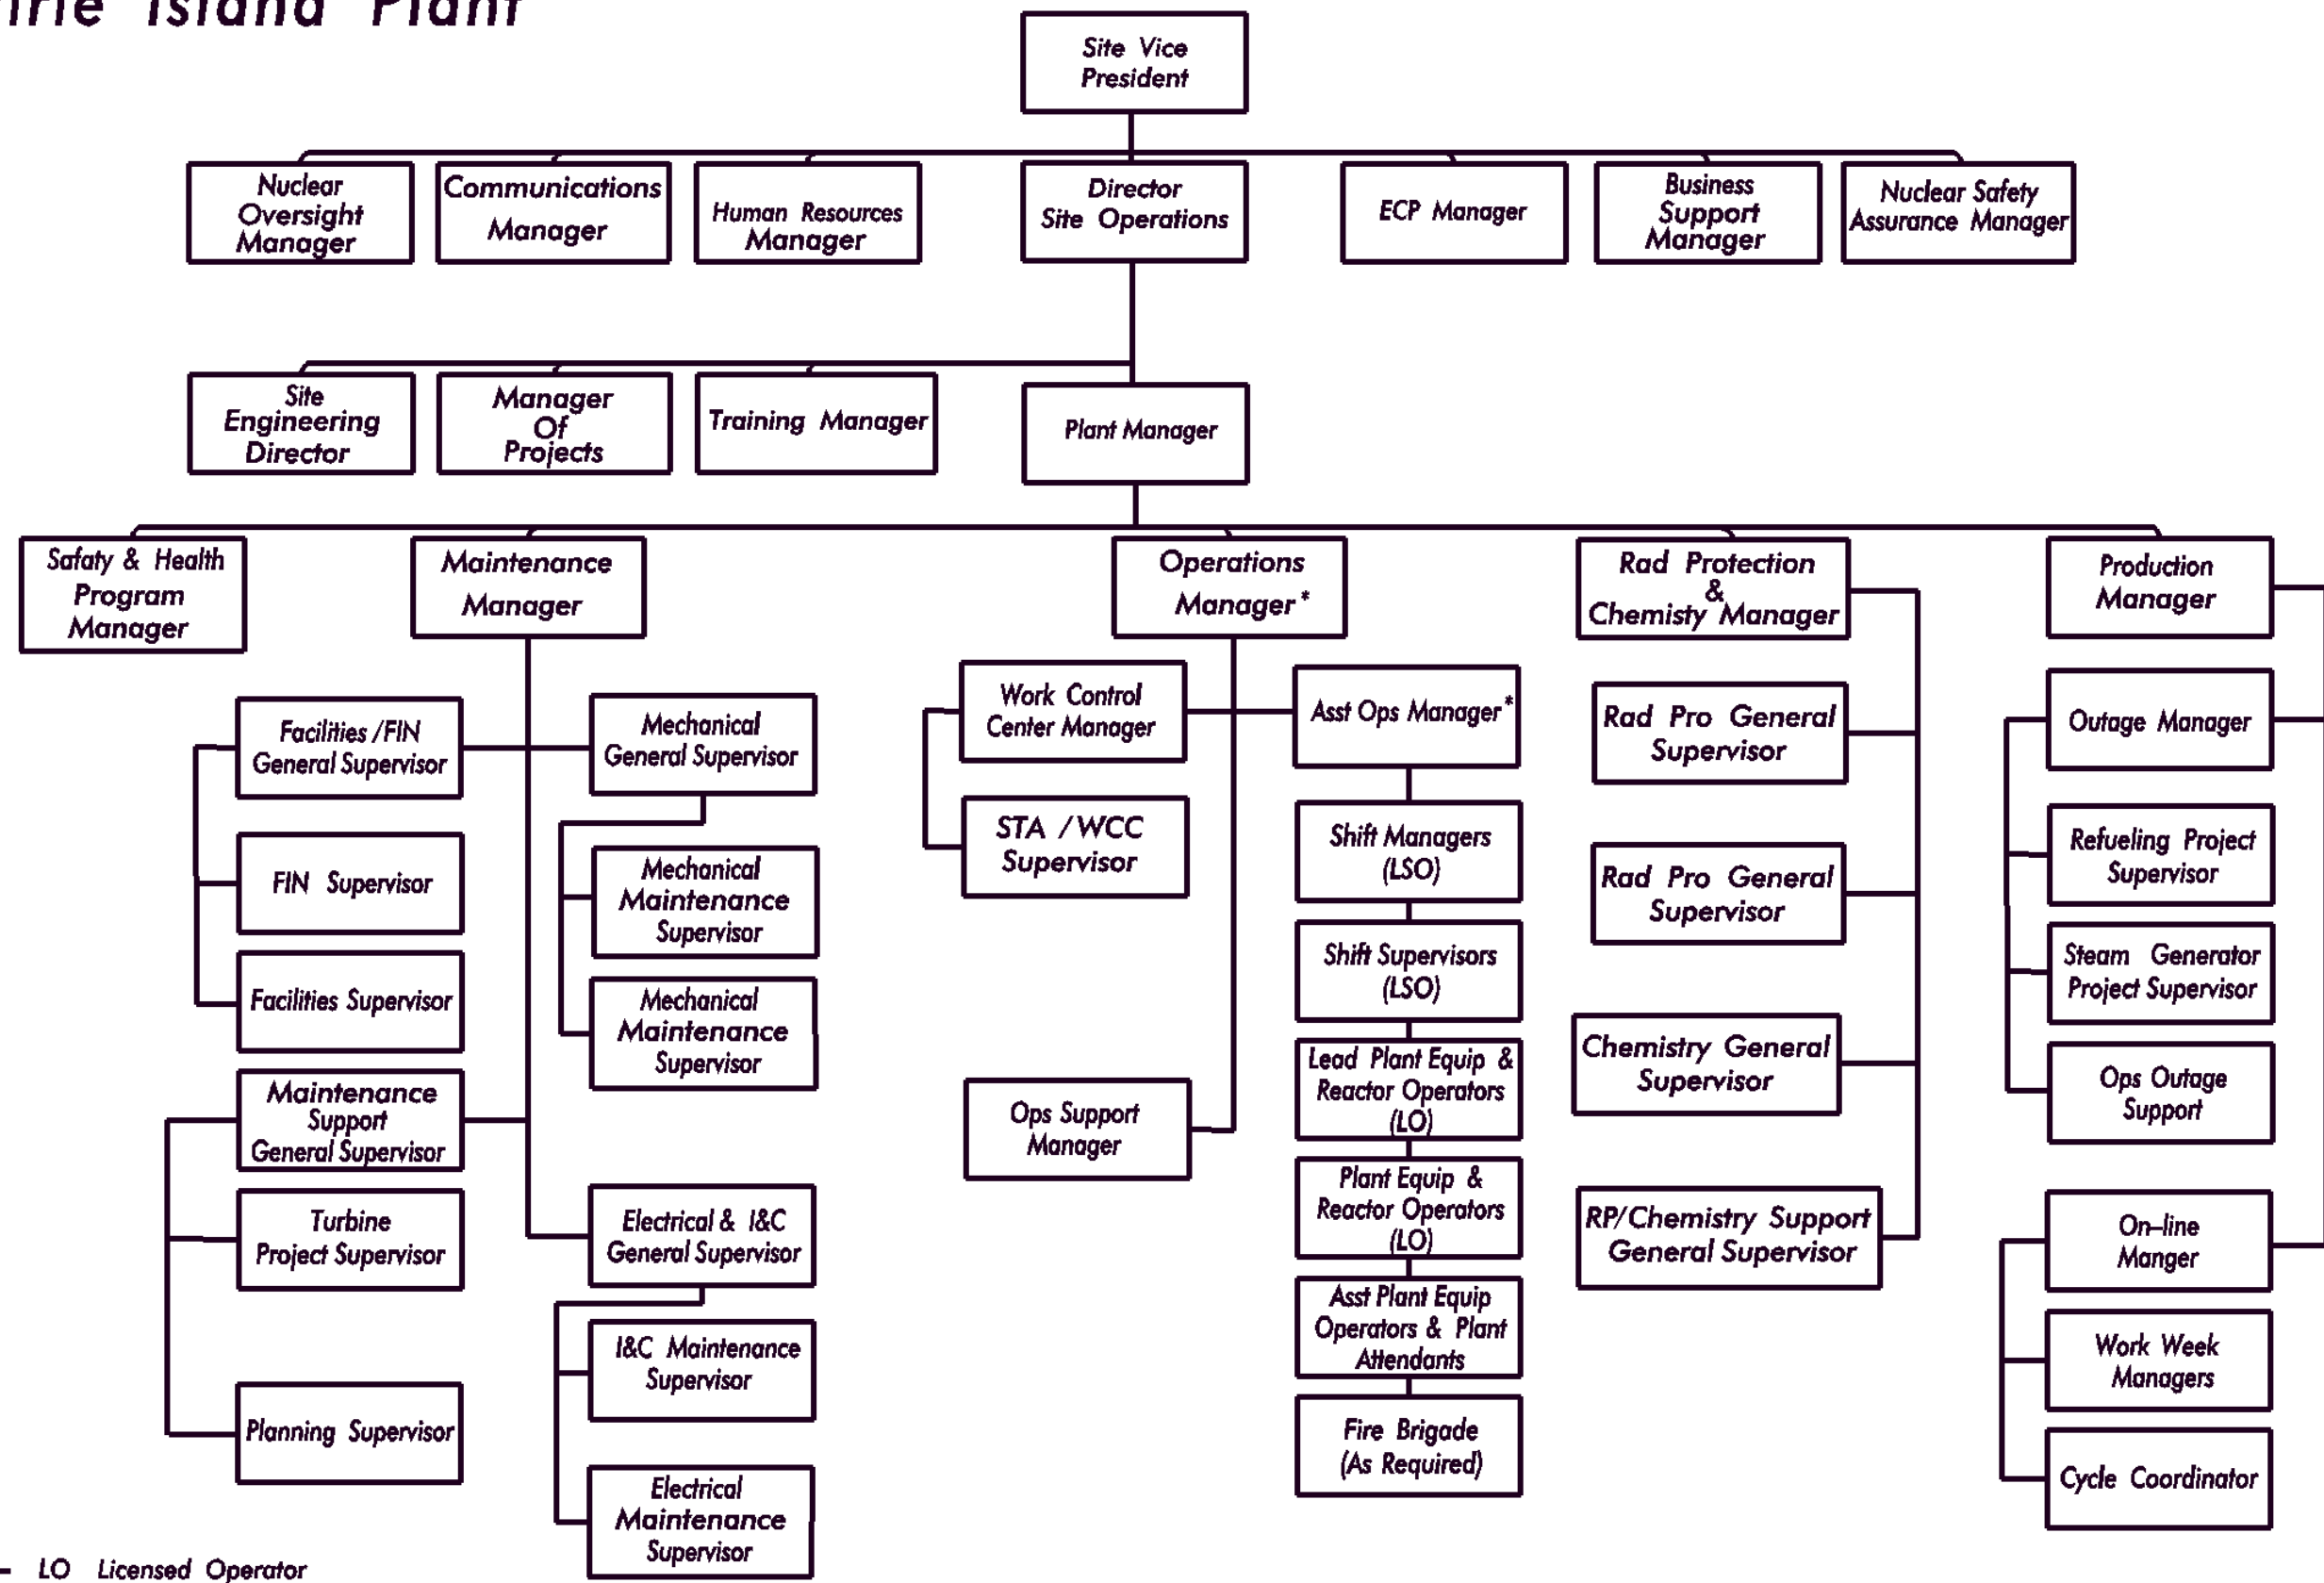 Island Plant
Site Vice
President
Nuclear
Oversight
Manager
Communications
Manager
Human Resources
Manager
Director
Site Operations
ECP Manager
Business
Support
Manager
Nuclear Safety
Assurance Manager
Site
Engineering
Director
Manager
Of
Projects
Training Manager
Plant Manager
Safaty & Health
Program
Manager
Maintenance
Manager
Operations
Manager*
Rad Protection
&
Chemisty Manager
Production
Manager
Facilities /FIN
General Supervisor
FIN Supervisor
Facilities Supervisor
Maintenance
Support
General Supervisor
Turbine
Project Supervisor
Planning Supervisor
Mechanical
General Supervisor
Mechanical
Maintenance
Supervisor
Mechanical
Maintenance
Supervisor
Electrical & I&C
General Supervisor
I&C Maintenance
Supervisor
Electrical
Maintenance
Supervisor
Work Control
Center Manager
STA /WCC
Supervisor
Ops Support
Manager
Asst Ops Manager*
Shift Managers
(LSO)
Shift Supervisors
(LSO)
Lead Plant Equip &
Reactor Operators
(LO)
Plant Equip &
Reactor Operators
(LO)
Asst Plant Equip
Operators & Plant
Attendants
Fire Brigade
(As Required)
Rad Pro General
Supervisor
Rad Pro General
Supervisor
Chemistry General
Supervisor
RP/Chemistry Support
General Supervisor
Outage Manager
Refueling Project
Supervisor
Steam Generator
Project Supervisor
Ops Outage
Support
On-line
Manger
Work Week
Managers
Cycle Coordinator
- LO Licensed Operator